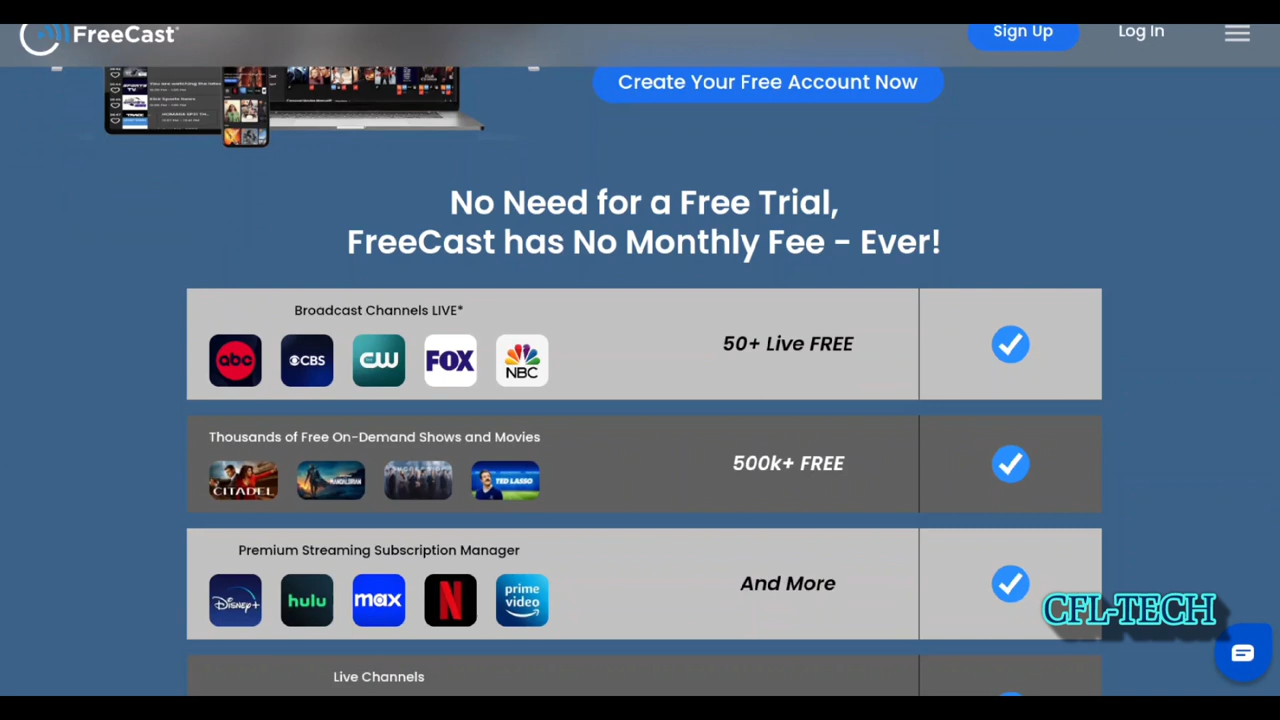 FreeCast
Sign Up
Log In
Create Your Free Account Now
No Need for a Free Trial,
FreeCast has No Monthly Fee - Ever!
Broadcast Channels LIVE*
abc
CBS
CW
FOX
NBC
50+ Live FREE
Thousands of Free On-Demand Shows and Movies
CITADEL
MANDALORIAN
TED LASSO
500k+ FREE
Premium Streaming Subscription Manager
Disney+
hulu
max
N
prime video
And More
CFL-TECH
Live Channels